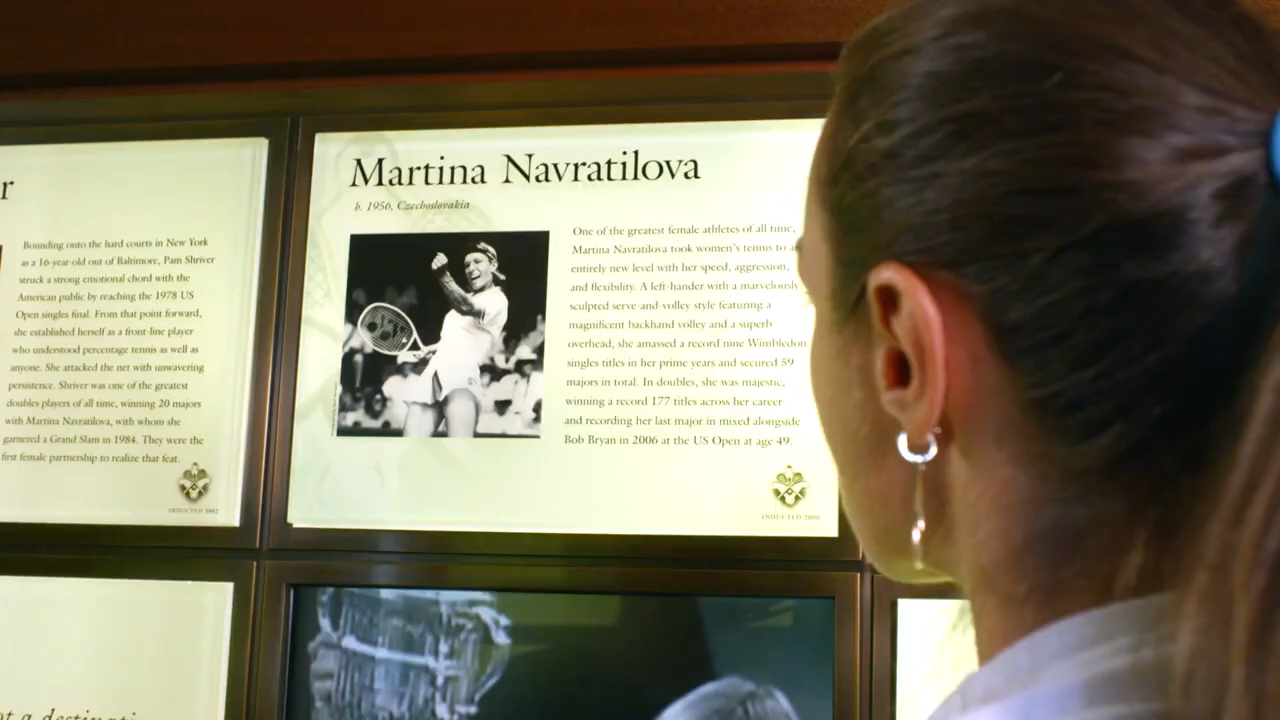 r
Bounding onto the hard courts in New York
as a 16-year-old out of Baltimore, Pam Shriver
struck a strong emotional chord with the
American public by reaching the 1978 US
Open singles final. From that point forward,
she established herself as a front-line player
who understood percentage tennis as well as
anyone. She attacked the net with unwavering
persistence. Shriver was one of the greatest
doubles players of all time, winning 20 majors
with Martina Navratilova, with whom she
garnered a Grand Slam in 1984. They were the
first female partnership to realize that feat.
INDUCTED 2002
Martina Navratilova
b. 1956, Czechoslovakia
One of the greatest female athletes of all time,
Martina Navratilova took women's tennis to an
entirely new level with her speed, aggression,
and flexibility. A left-hander with a marvelously
sculpted serve-and-volley style featuring a
magnificent backhand volley and a superb
overhead, she amassed a record nine Wimbledon
singles titles in her prime years and secured 59
majors in total. In doubles, she was majestic,
winning a record 177 titles across her career
and recording her last major in mixed alongside
Bob Bryan in 2006 at the US Open at age 49.
INDUCTED 2000
a